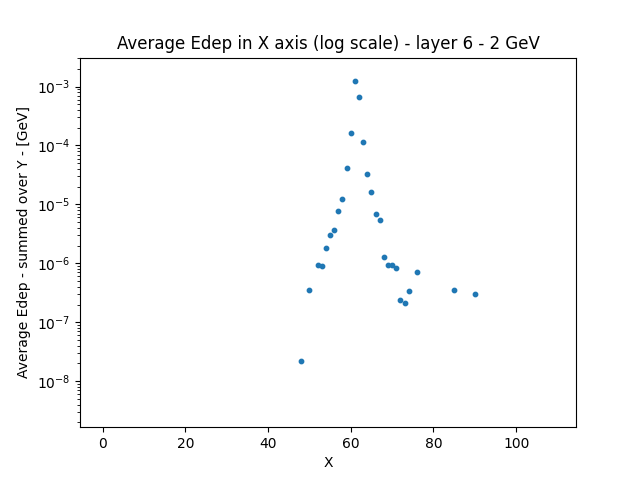 Average Edep in X axis (log scale) - layer 6 - 2 GeV
Average Edep - summed over Y - [GeV]
10⁻³
10⁻⁴
10⁻⁵
10⁻⁶
10⁻⁷
10⁻⁸
0 20 40 60 80 100
X